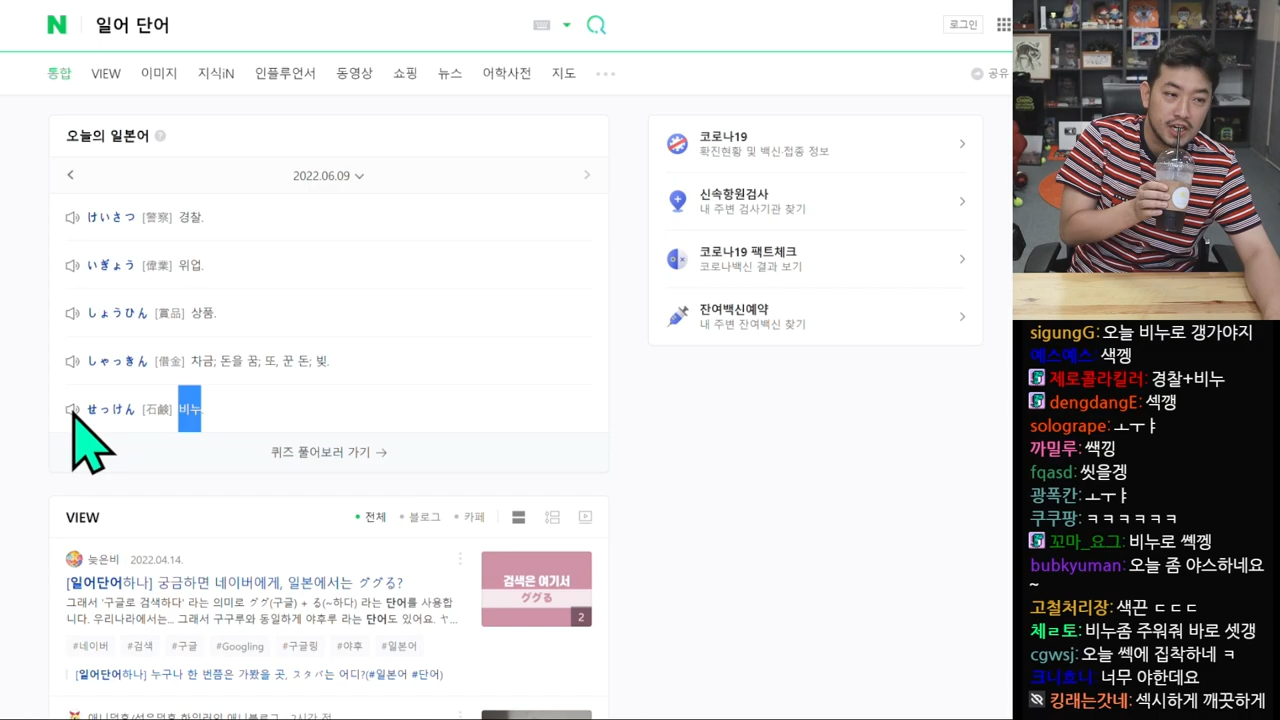 N 일어 단어
로그인
통합 VIEW 이미지 지식iN 인플루언서 동영상 쇼핑 뉴스 어학사전 지도
공유
오늘의 일본어 ?
2022.06.09
けいさつ [警察] 경찰.
いぎょう [偉業] 위업.
しょうひん [賞品] 상품.
しゃっきん [借金] 차금; 돈을 꿈; 또, 꾼 돈; 빚.
せっけん [石鹸] 비누.
퀴즈 풀어보러 가기 →
코로나19
확진현황 및 백신·접종 정보
신속항원검사
내 주변 검사기관 찾기
코로나19 팩트체크
코로나백신 결과 보기
잔여백신예약
내 주변 잔여백신 찾기
VIEW
전체 블로그 카페
늦은비 2022.04.14.
[일어단어하나] 궁금하면 네이버에게, 일본에서는 ググる?
그래서 '구글로 검색하다' 라는 의미로 グググ(구글) + る(~하다) 라는 단어를 사용합
니다. 우리나라에서는... 그래서 구구루와 동일하게 야후루 라는 단어도 있어요. ヤ...
#네이버 #검색 #구글 #Googling #구글링 #야후 #일본어
[일어단어하나] 누구나 한 번쯤은 가봤을 곳, スタバ는 어디?(#일본어 #단어)
검색은 여기서
ググる
2
sigungG: 오늘 비누로 갱가야지
예스예스: 색껭
제로콜라킬러: 경찰+비누
dengdangE: 섹깽
sologrape: ㅗㅜㅑ
까밀루: 쌕낑
fqasd: 씻을겡
광폭칸: ㅗㅜㅑ
쿠쿠팡: ㅋㅋㅋㅋㅋㅋ
꼬마_요그: 비누로 쎅껭
bubkyuman: 오늘 좀 야스하네요
~
고철처리장: 색끈 ㄷㄷㄷ
체ㄹ토: 비누좀 주워줘 바로 셋갱
cgwsj: 오늘 쎅에 집착하네 ㅋ
크니흐니: 너무 야한데요
킹래는갓네: 섹시하게 깨끗하게